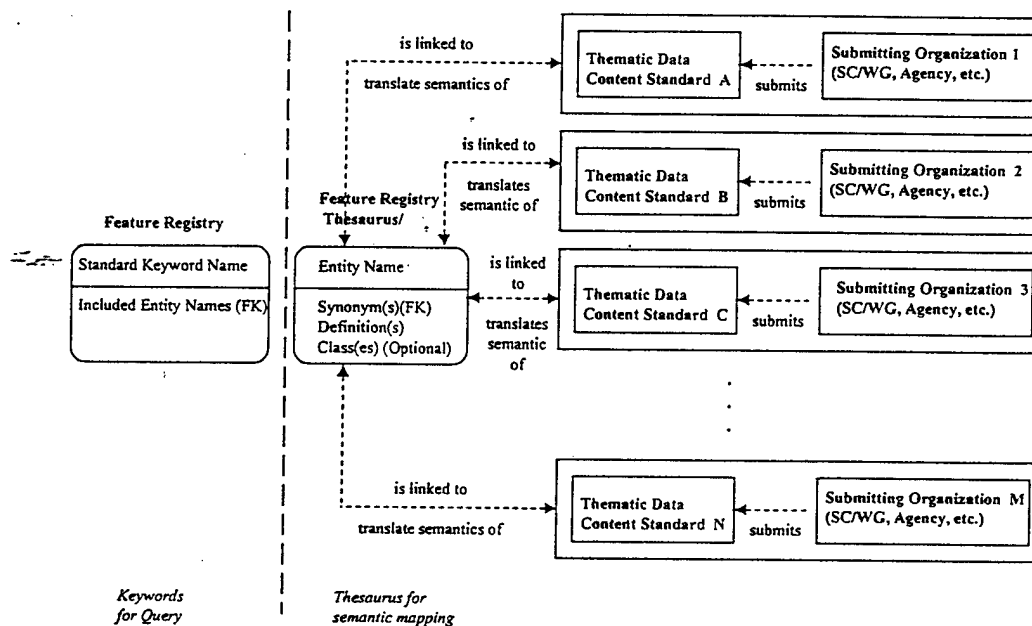 is linked to
translate semantics of
Thematic Data
Content Standard A
submits
Submitting Organization 1
(SC/WG, Agency, etc.)
is linked to
translates
semantic of
Thematic Data
Content Standard B
submits
Submitting Organization 2
(SC/WG, Agency, etc.)
Feature Registry
Standard Keyword Name
Included Entity Names (FK)
Feature Registry
Thesaurus/
Entity Name
Synonym(s)(FK)
Definition(s)
Class(es) (Optional)
is linked
to
translates
semantic
of
Thematic Data
Content Standard C
submits
Submitting Organization 3
(SC/WG, Agency, etc.)
is linked to
translate semantics of
Thematic Data
Content Standard N
submits
Submitting Organization M
(SC/WG, Agency, etc.)
Keywords
for Query
Thesaurus for
semantic mapping